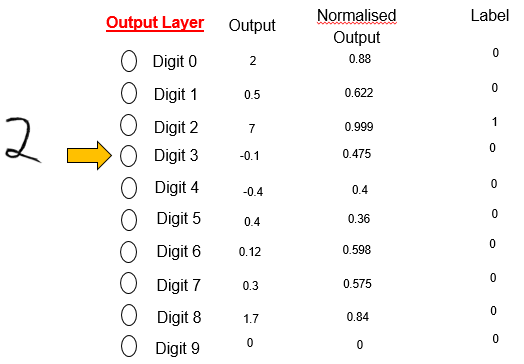 Output Layer Output Normalised Output Label
Digit 0 2 0.88 0
Digit 1 0.5 0.622 0
Digit 2 7 0.999 1
2
Digit 3 -0.1 0.475 0
Digit 4 -0.4 0.4 0
Digit 5 0.4 0.36 0
Digit 6 0.12 0.598 0
Digit 7 0.3 0.575 0
Digit 8 1.7 0.84 0
Digit 9 0 0 0